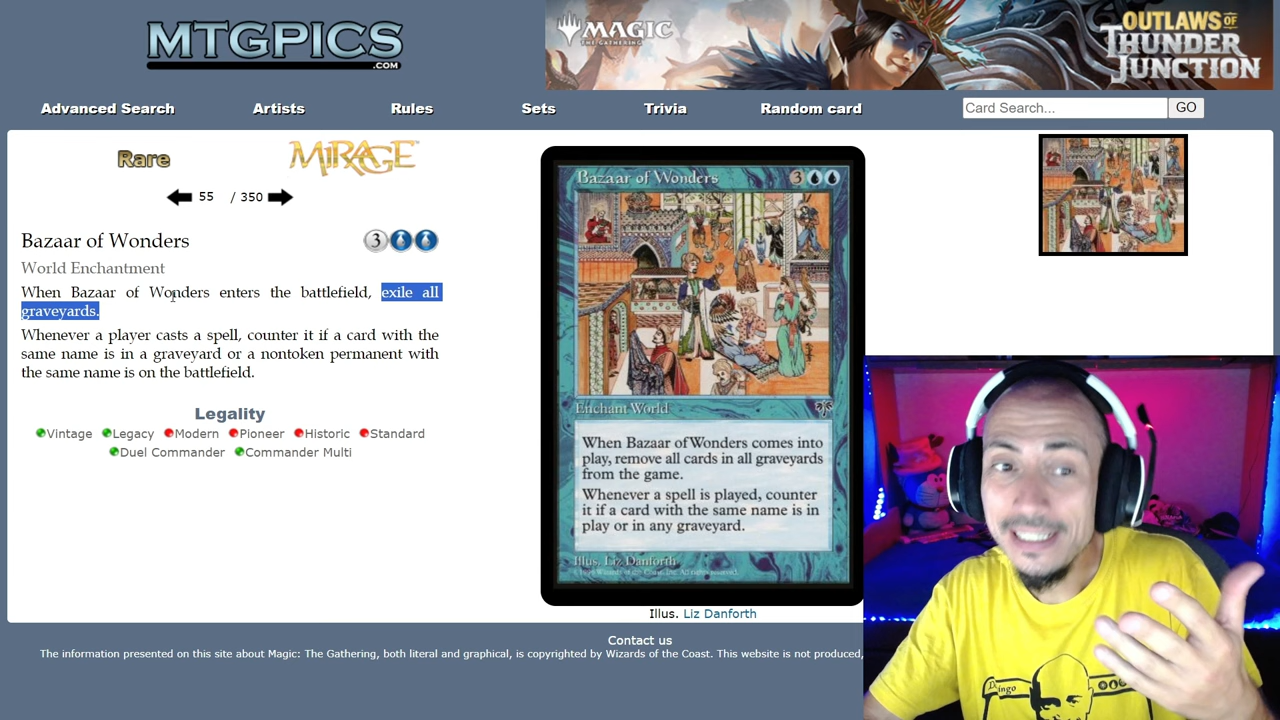 MTGPICS
.COM
MAGIC
THE GATHERING
OUTLAWS OF
THUNDER
JUNCTION
Advanced Search Artists Rules Sets Trivia Random card Card Search... GO
Rare MIRAGE
55 / 350
Bazaar of Wonders 3
World Enchantment
When Bazaar of Wonders enters the battlefield, exile all
graveyards.
Whenever a player casts a spell, counter it if a card with the
same name is in a graveyard or a nontoken permanent with
the same name is on the battlefield.
Legality
Vintage Legacy Modern Pioneer Historic Standard
Duel Commander Commander Multi
Bazaar of Wonders 3
Enchant World
When Bazaar of Wonders comes into
play, remove all cards in all graveyards
from the game.
Whenever a spell is played, counter
it if a card with the same name is in
play or in any graveyard.
Illus. Liz Danforth
Illus. Liz Danforth
Contact us
The information presented on this site about Magic: The Gathering, both literal and graphical, is copyrighted by Wizards of the Coast. This website is not produced,